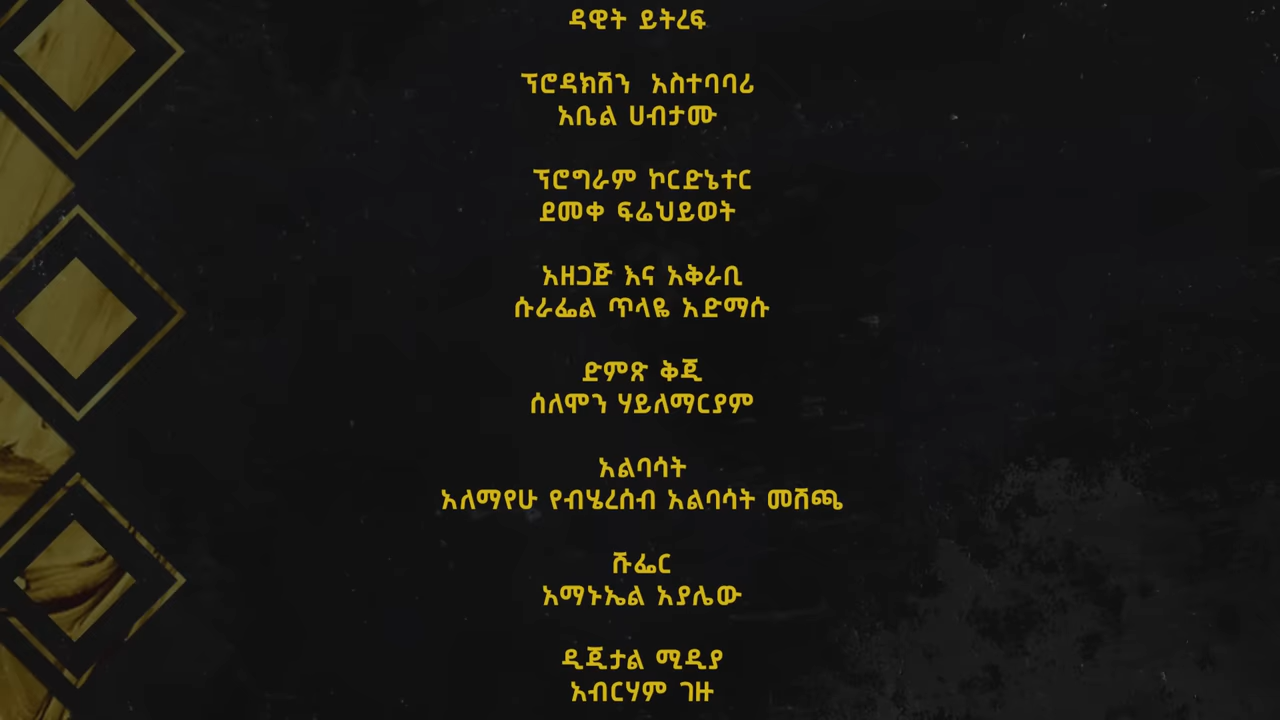 ዳዊት ይትረፍ
ፕሮዳክሽን አስተባባሪ
አቤል ሀብታሙ
ፕሮግራም ኮርድኔተር
ደመቀ ፍሬህይወት
አዘጋጅ እና አቅራቢ
ሱራፌል ጥላዬ አድማሱ
ድምጽ ቅጂ
ሰለሞን ሃይለማርያም
አልባሳት
አለማየሁ የብሄረሰብ አልባሳት መሸጫ
ሹፌር
አማኑኤል አያሌው
ዲጂታል ሚዲያ
አብርሃም ገዙ